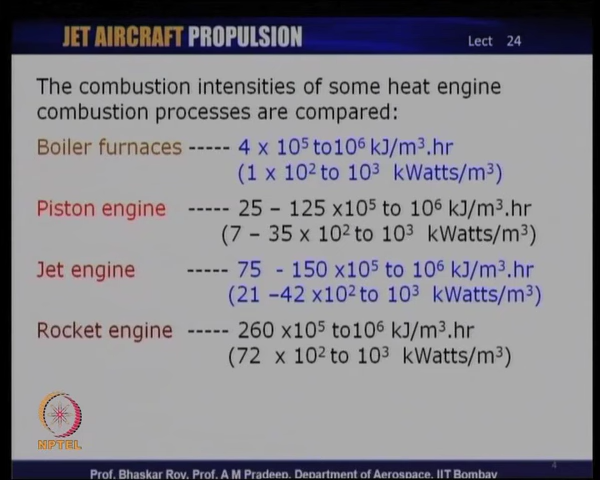 JET AIRCRAFT PROPULSION
Lect 24
The combustion intensities of some heat engine
combustion processes are compared:
Boiler furnaces ----- 4 x 10⁵ to10⁶ kJ/m³.hr
(1 x 10² to 10³ kWatts/m³)
Piston engine ----- 25 – 125 x10⁵ to 10⁶ kJ/m³.hr
(7 – 35 x 10² to 10³ kWatts/m³)
Jet engine ----- 75 - 150 x10⁵ to 10⁶ kJ/m³.hr
(21 –42 x10² to 10³ kWatts/m³)
Rocket engine ----- 260 x10⁵ to10⁶ kJ/m³.hr
(72 x 10² to 10³ kWatts/m³)
NPTEL
4
Prof. Bhaskar Roy, Prof. A M Pradeep, Department of Aerospace, IIT Bombay